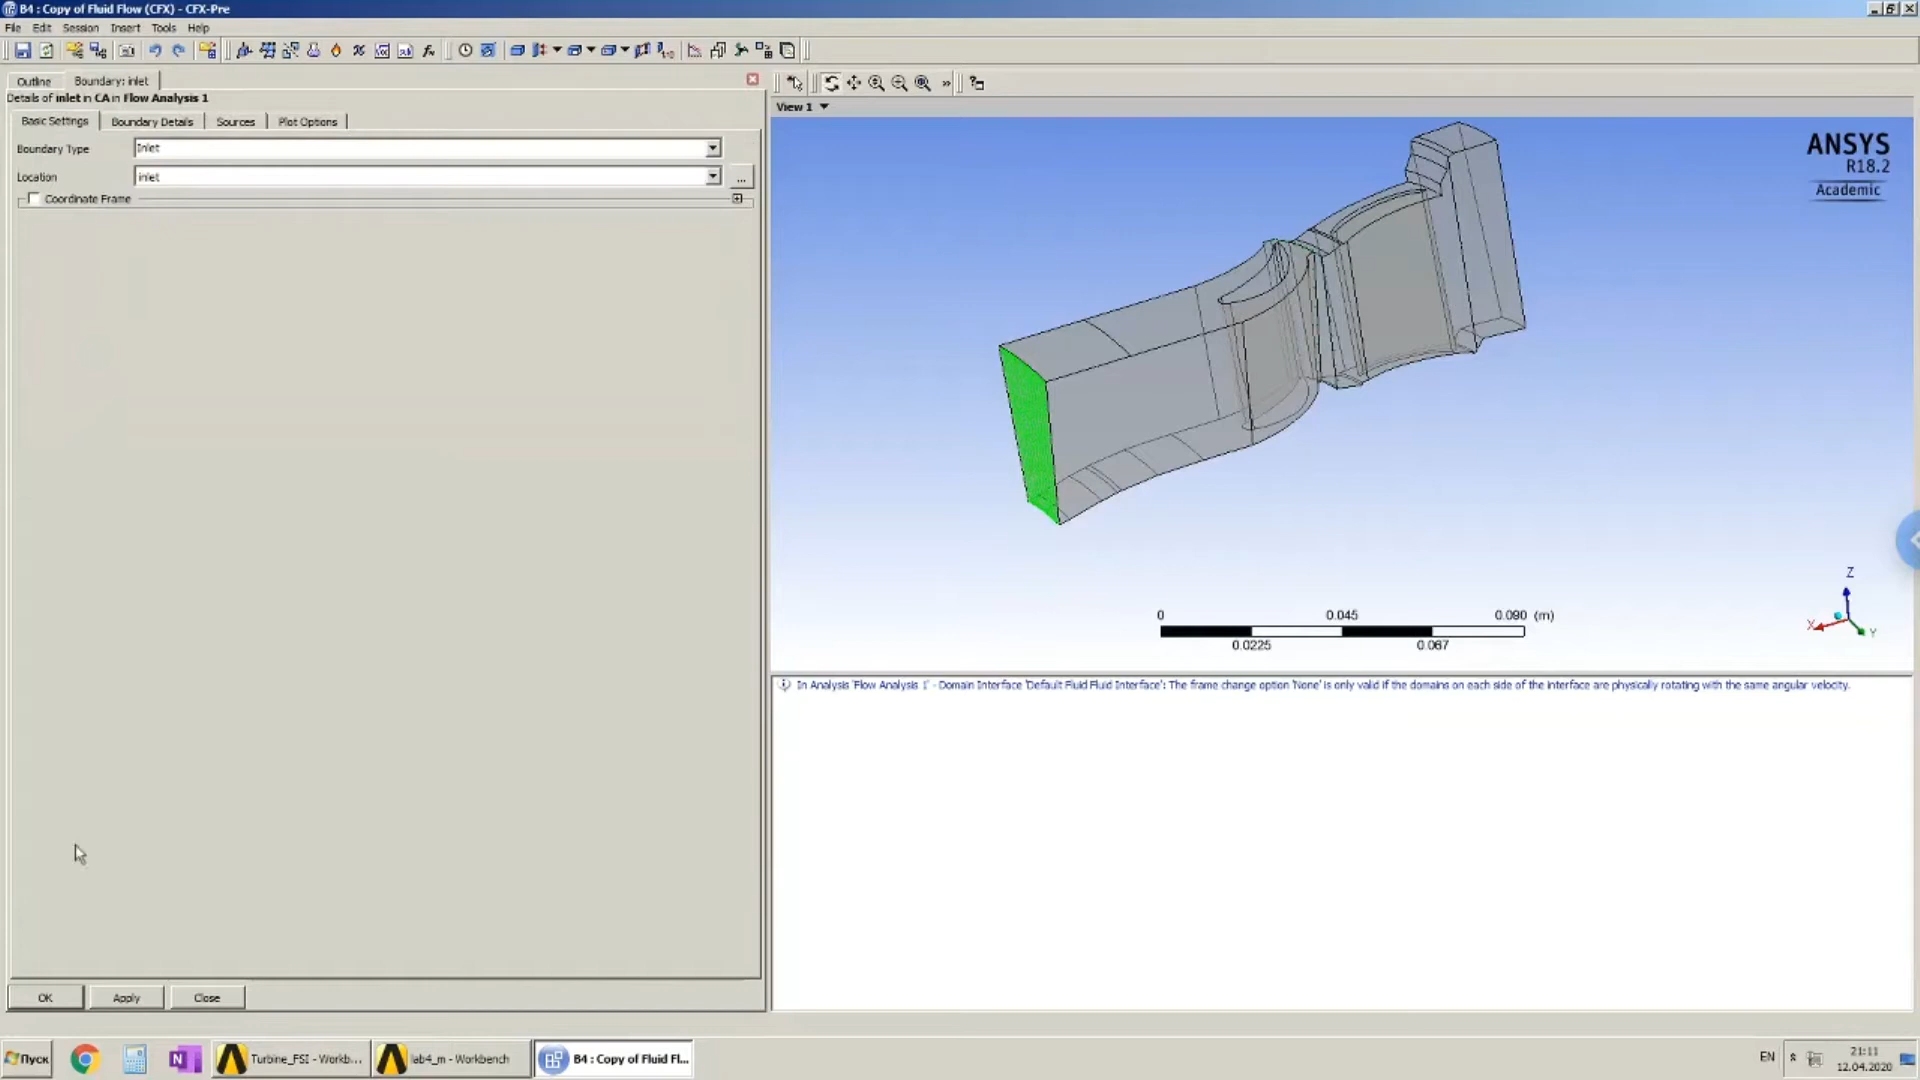 B4 : Copy of Fluid Flow (CFX) - CFX-Pre
File Edit Session Insert Tools Help
Outline Boundary: inlet
Details of inlet in CA in Flow Analysis 1
Basic Settings Boundary Details Sources Plot Options
Boundary Type Inlet
Location inlet ...
Coordinate Frame
OK Apply Close
View 1
ANSYS
R18.2
Academic
0 0.045 0.090 (m)
0.0225 0.067
Z
X
Y
In Analysis 'Flow Analysis 1' - Domain Interface 'Default Fluid Fluid Interface': The frame change option 'None' is only valid if the domains on each side of the interface are physically rotating with the same angular velocity.
Пуск
Turbine_FSI - Workb...
lab4_m - Workbench
B4 : Copy of Fluid Fl...
EN
21:11
12.04.2020